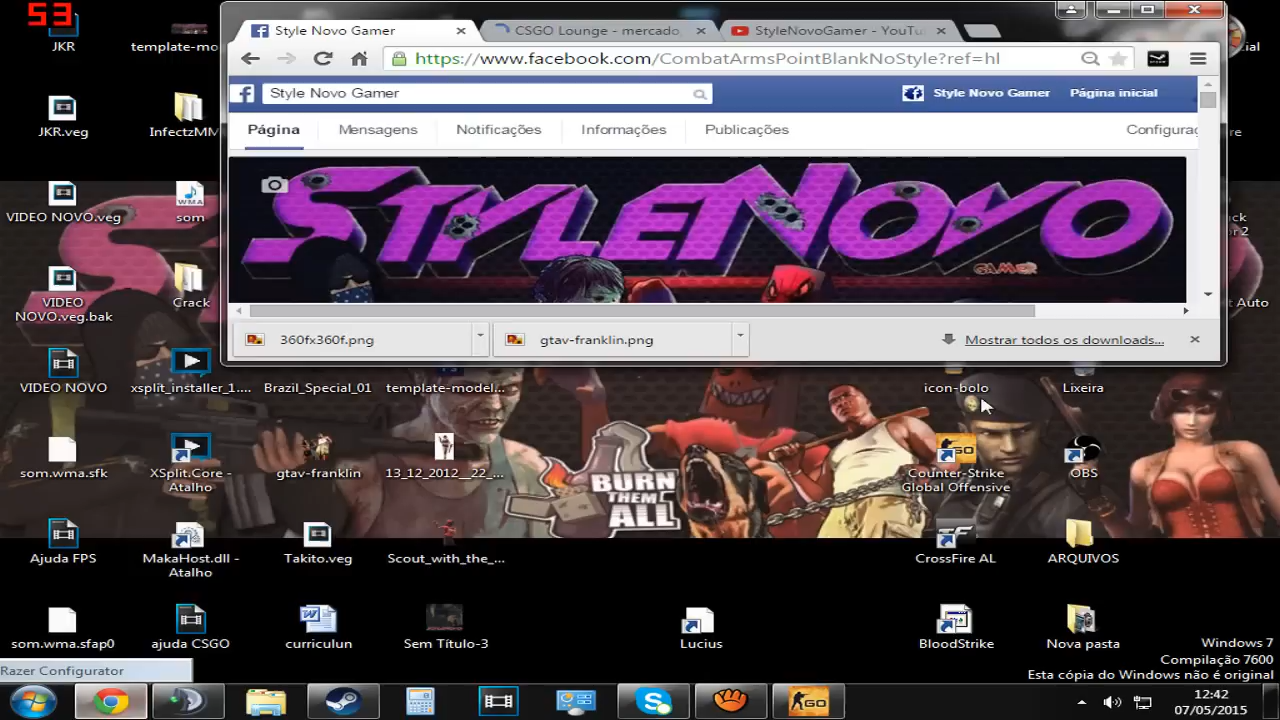 53
Style Novo Gamer
CSGO Lounge - mercado
StyleNovoGamer - YouTu
https://www.facebook.com/CombatArmsPointBlankNoStyle?ref=hl
Style Novo Gamer
Style Novo Gamer
Página inicial
Página
Mensagens
Notificações
Informações
Publicações
Configuraç
STYLENOVO
GAMER
360fx360f.png
gtav-franklin.png
Mostrar todos os downloads...
JKR
template-mo
JKR.veg
InfectzMM
VIDEO NOVO.veg
som
WMA
VIDEO
NOVO.veg.bak
Crack
VIDEO NOVO
xsplit_installer_1....
Brazil_Special_01
template-model...
icon-bolo
Lixeira
som.wma.sfk
XSplit.Core -
Atalho
gtav-franklin
13_12_2012__22_...
Counter-Strike
Global Offensive
OBS
BURN
THEM
ALL
Ajuda FPS
MakaHost.dll -
Atalho
Takito.veg
Scout_with_the_...
CrossFire AL
ARQUIVOS
som.wma.sfap0
ajuda CSGO
curriculun
Sem Título-3
Lucius
BloodStrike
Nova pasta
Auto
Razer Configurator
Windows 7
Compilação 7600
Esta cópia do Windows não é original
GO
12:42
07/05/2015